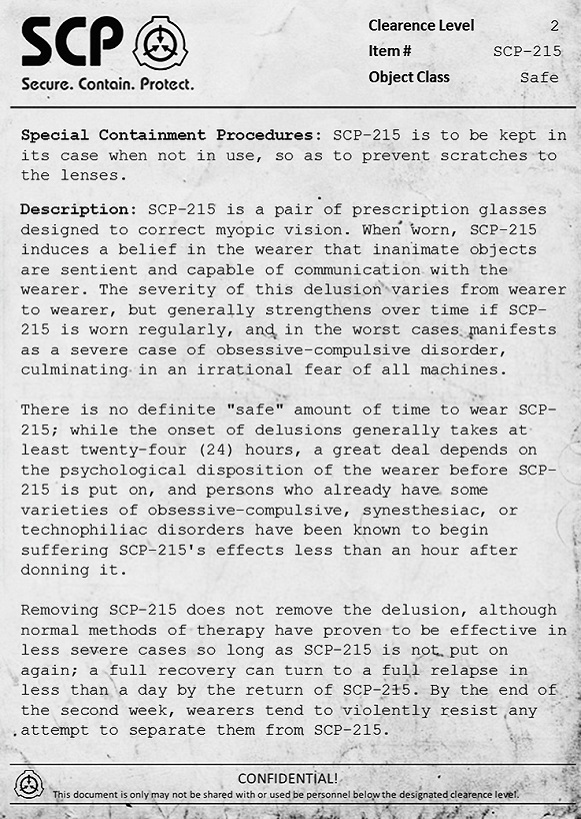 SCP
Secure. Contain. Protect.
Clearence Level 2
Item # SCP-215
Object Class Safe
Special Containment Procedures: SCP-215 is to be kept in
its case when not in use, so as to prevent scratches to
the lenses.
Description: SCP-215 is a pair of prescription glasses
designed to correct myopic vision. When worn, SCP-215
induces a belief in the wearer that inanimate objects
are sentient and capable of communication with the
wearer. The severity of this delusion varies from wearer
to wearer, but generally strengthens over time if SCP-
215 is worn regularly, and in the worst cases manifests
as a severe case of obsessive-compulsive disorder,
culminating in an irrational fear of all machines.
There is no definite "safe" amount of time to wear SCP-
215; while the onset of delusions generally takes at
least twenty-four (24) hours, a great deal depends on
the psychological disposition of the wearer before SCP-
215 is put on, and persons who already have some
varieties of obsessive-compulsive, synesthesiac, or
technophiliac disorders have been known to begin
suffering SCP-215's effects less than an hour after
donning it.
Removing SCP-215 does not remove the delusion, although
normal methods of therapy have proven to be effective in
less severe cases so long as SCP-215 is not put on
again; a full recovery can turn to a full relapse in
less than a day by the return of SCP-215. By the end of
the second week, wearers tend to violently resist any
attempt to separate them from SCP-215.
CONFIDENTIAL!
This document is only may not be shared with or used be personnel below the designated clearence level.